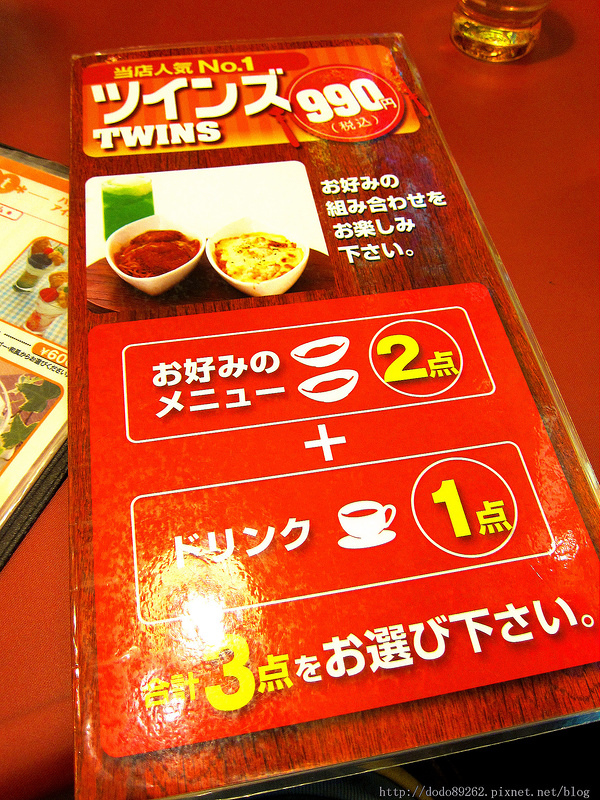 当店人気 No.1
ツインズ
TWINS
990円
(税込)
お好みの
組み合わせを
お楽しみ
下さい。
お好みの
メニュー
2点
+
ドリンク
1点
合計3点をお選び下さい。
¥60
http://dodo89262.pixnet.net/blog